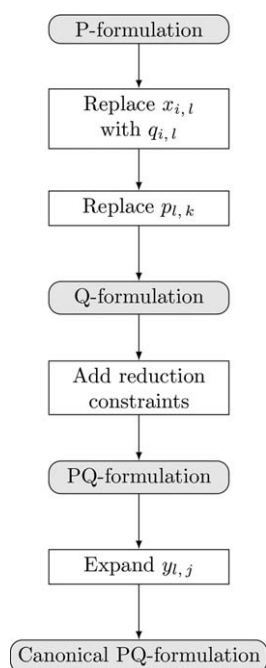 P-formulation
Replace x_{i,l}
with q_{i,l}
Replace p_{l,k}
Q-formulation
Add reduction
constraints
PQ-formulation
Expand y_{l,j}
Canonical PQ-formulation